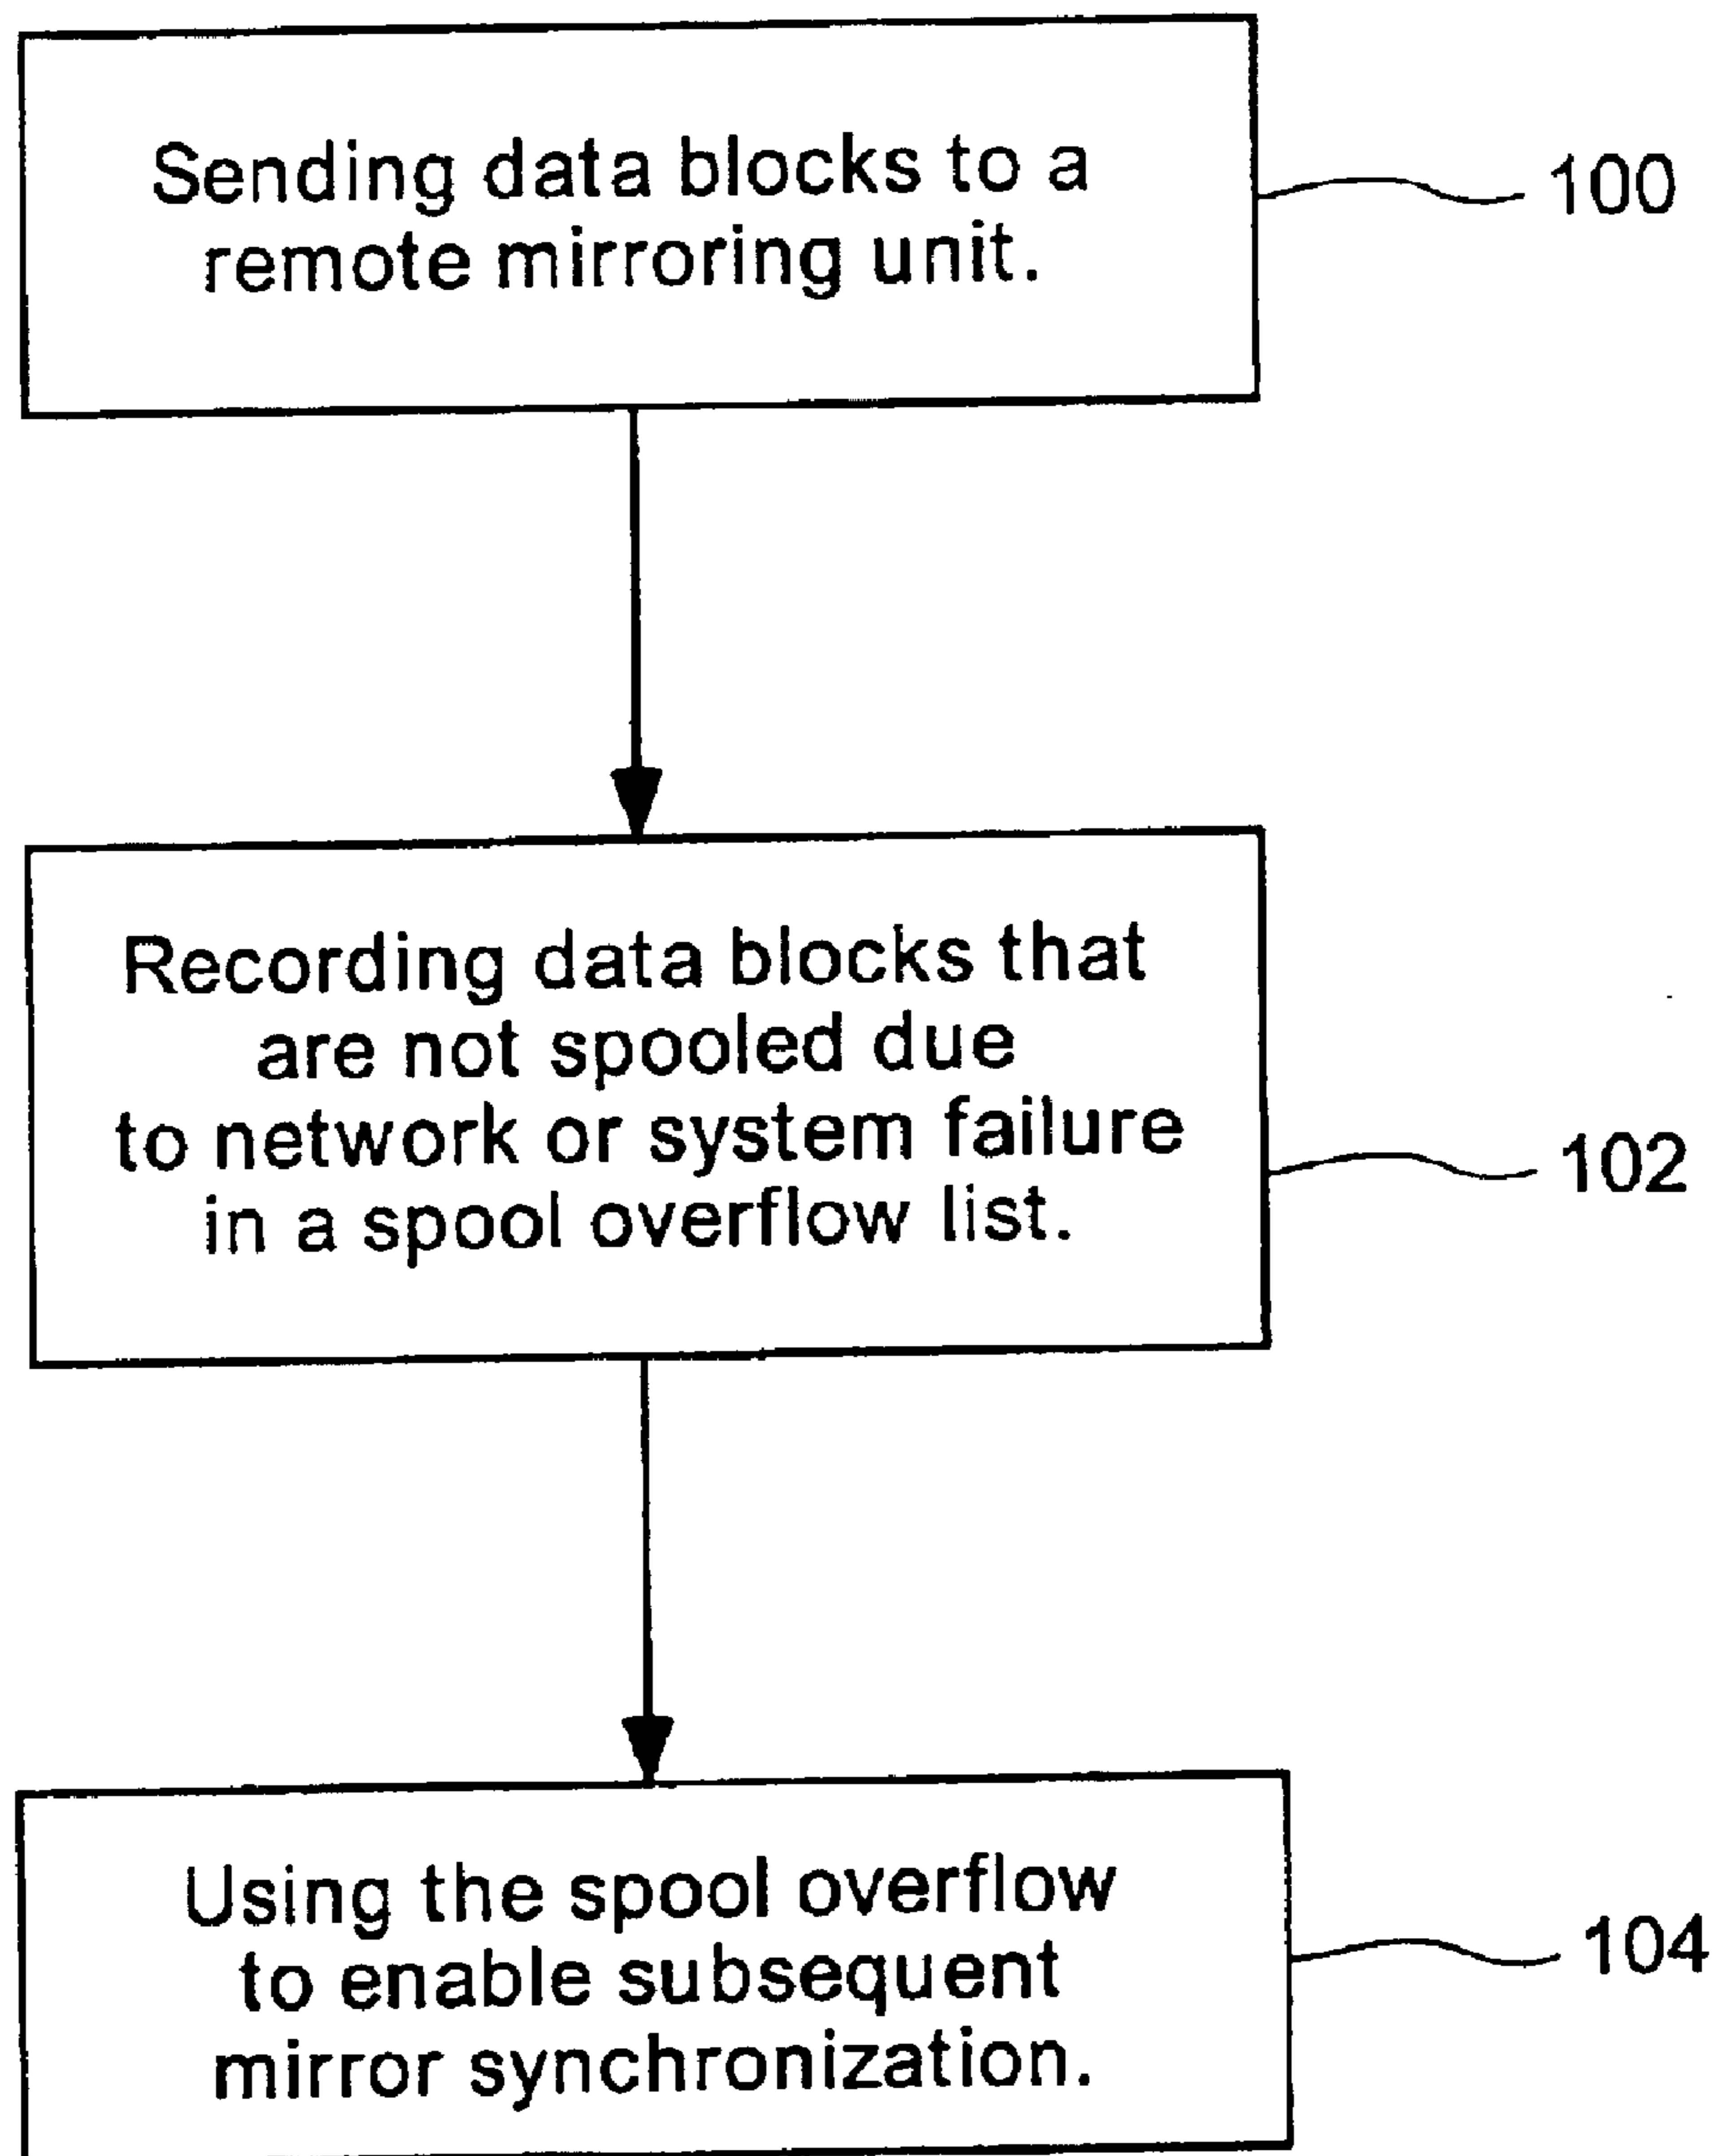 Sending data blocks to a
remote mirroring unit.
100
Recording data blocks that
are not spooled due
to network or system failure
in a spool overflow list.
102
Using the spool overflow
to enable subsequent
mirror synchronization.
104